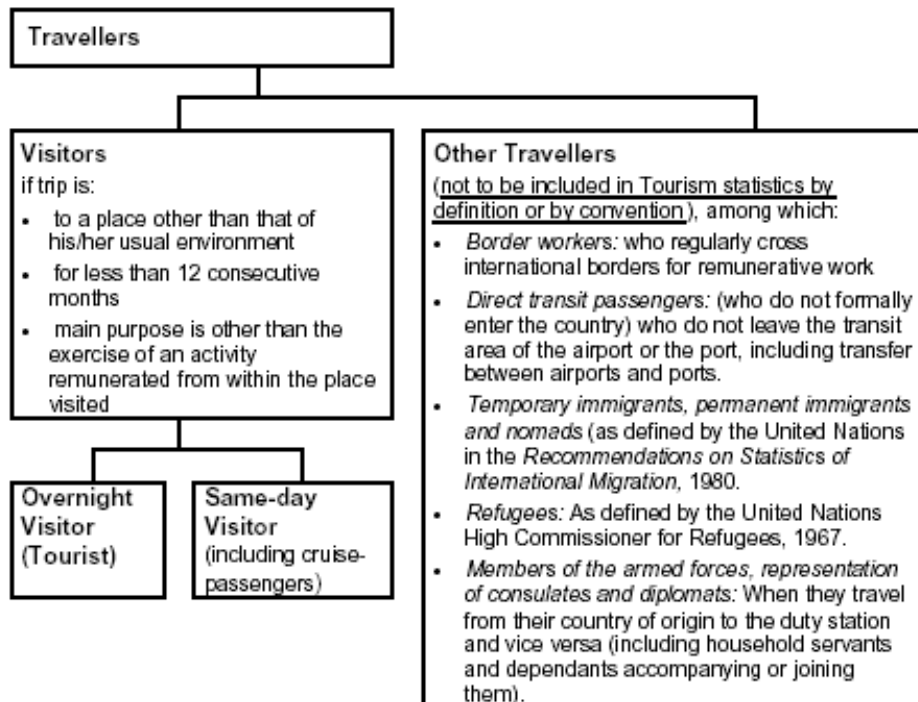 Travellers
Visitors
if trip is:
• to a place other than that of
his/her usual environment
• for less than 12 consecutive
months
• main purpose is other than the
exercise of an activity
remunerated from within the place
visited
Overnight
Visitor
(Tourist)
Same-day
Visitor
(including cruise-
passengers)
Other Travellers
(not to be included in Tourism statistics by
definition or by convention), among which:
• Border workers: who regularly cross
international borders for remunerative work
• Direct transit passengers: (who do not formally
enter the country) who do not leave the transit
area of the airport or the port, including transfer
between airports and ports.
• Temporary immigrants, permanent immigrants
and nomads (as defined by the United Nations
in the Recommendations on Statistics of
International Migration, 1980.
• Refugees: As defined by the United Nations
High Commissioner for Refugees, 1967.
• Members of the armed forces, representation
of consulates and diplomats: When they travel
from their country of origin to the duty station
and vice versa (including household servants
and dependants accompanying or joining
them).